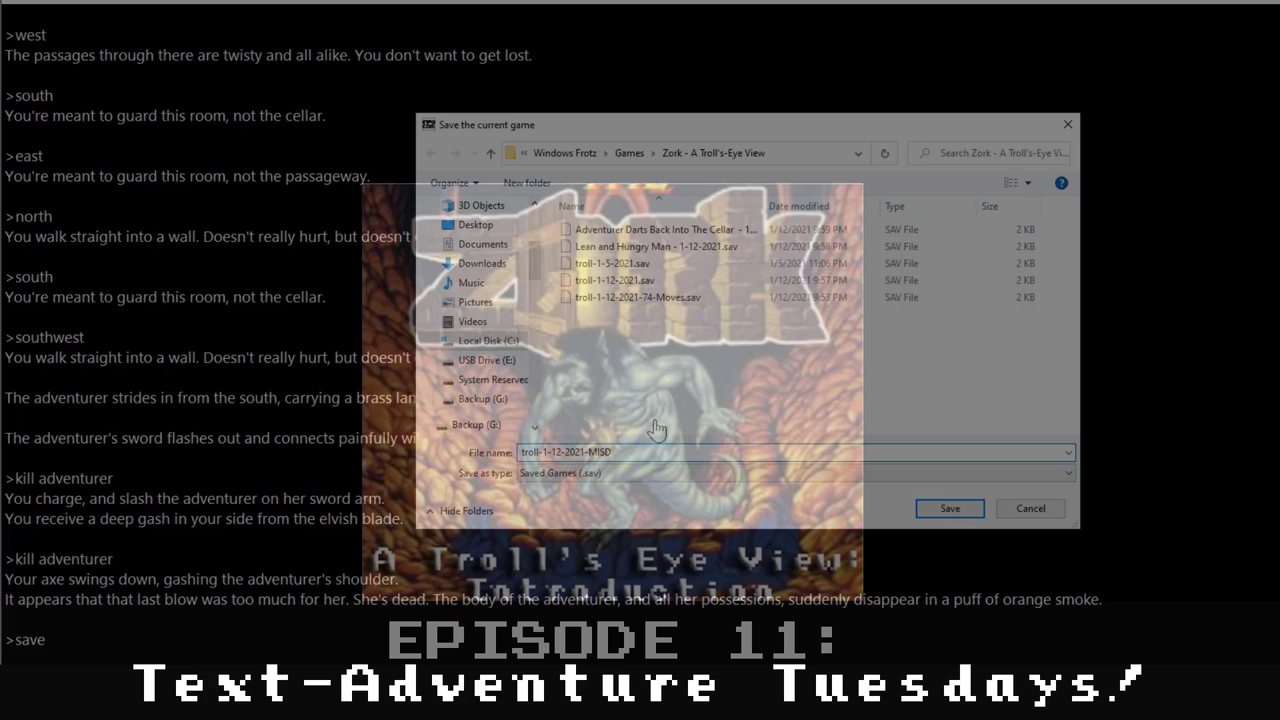 >west
The passages through there are twisty and all alike. You don't want to get lost.
>south
You're meant to guard this room, not the cellar.
>east
You're meant to guard this room, not the passageway.
>north
You walk straight into a wall. Doesn't really hurt, but doesn't
>south
You're meant to guard this room, not the cellar.
>southwest
You walk straight into a wall. Doesn't really hurt, but doesn't
The adventurer strides in from the south, carrying a brass lan
The adventurer's sword flashes out and connects painfully wi
>kill adventurer
You charge, and slash the adventurer on her sword arm.
You receive a deep gash in your side from the elvish blade.
>kill adventurer
Your axe swings down, gashing the adventurer's shoulder.
It appears that that last blow was too much for her. She's dead. The body of the adventurer, and all her possessions, suddenly disappear in a puff of orange smoke.
>save
Save the current game
« Windows Frotz > Games > Zork - A Troll's-Eye View
Search Zork - A Troll's-Eye Vi...
Organize
New folder
3D Objects
Desktop
Documents
Downloads
Music
Pictures
Videos
Local Disk (C:)
USB Drive (E:)
System Reserved
Backup (G:)
Backup (G:)
Name Date modified Type Size
Adventurer Darts Back Into The Cellar - 1... 1/12/2021 9:59 PM SAV File 2 KB
Lean and Hungry Man - 1-12-2021.sav 1/12/2021 9:58 PM SAV File 2 KB
troll-1-5-2021.sav 1/5/2021 11:06 PM SAV File 2 KB
troll-1-12-2021.sav 1/12/2021 9:57 PM SAV File 2 KB
troll-1-12-2021-74-Moves.sav 1/12/2021 9:53 PM SAV File 2 KB
File name: troll-1-12-2021-MISD
Save as type: Saved Games (.sav)
Hide Folders
Save
Cancel
ZORK
A Troll's Eye View:
Introduction
EPISODE 11:
Text-Adventure Tuesdays!